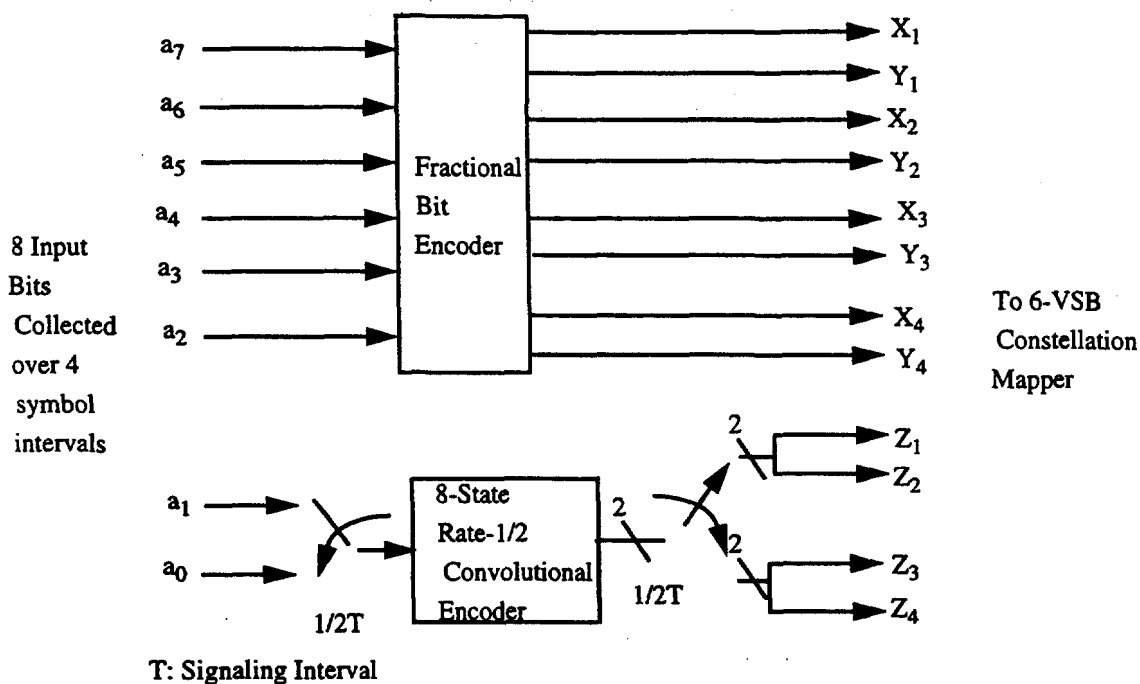 a7
a6
a5
a4
a3
a2
8 Input
Bits
Collected
over 4
symbol
intervals
Fractional
Bit
Encoder
X1
Y1
X2
Y2
X3
Y3
X4
Y4
To 6-VSB
Constellation
Mapper
a1
a0
1/2T
8-State
Rate-1/2
Convolutional
Encoder
2
1/2T
2
2
Z1
Z2
Z3
Z4
T: Signaling Interval